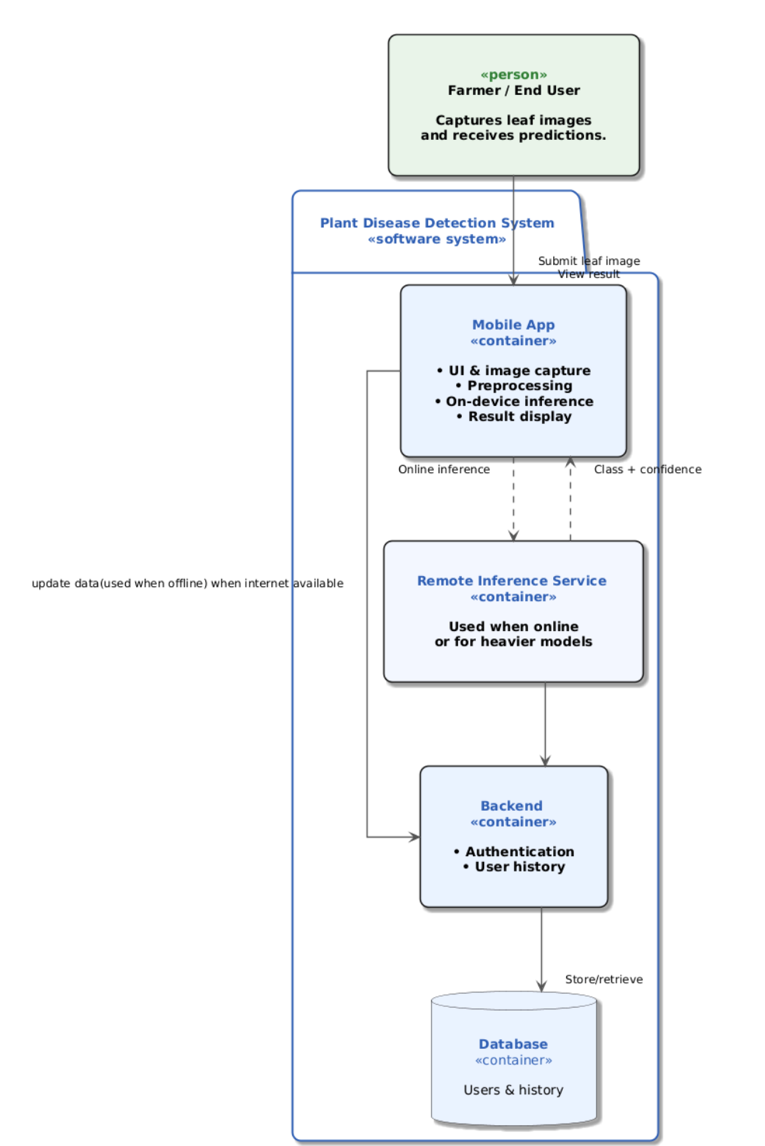 «person»
Farmer / End User
Captures leaf images
and receives predictions.
Plant Disease Detection System
«software system»
Submit leaf image
View result
Mobile App
«container»
• UI & image capture
• Preprocessing
• On-device inference
• Result display
Online inference
Class + confidence
update data(used when offline) when internet available
Remote Inference Service
«container»
Used when online
or for heavier models
Backend
«container»
• Authentication
• User history
Store/retrieve
Database
«container»
Users & history